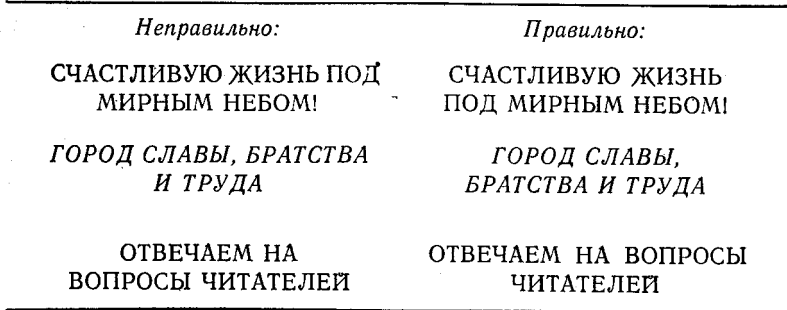 Неправильно:
СЧАСТЛИВУЮ ЖИЗНЬ ПОД
МИРНЫМ НЕБОМ!
ГОРОД СЛАВЫ, БРАТСТВА
И ТРУДА
ОТВЕЧАЕМ НА
ВОПРОСЫ ЧИТАТЕЛЕЙ
Правильно:
СЧАСТЛИВУЮ ЖИЗНЬ
ПОД МИРНЫМ НЕБОМ!
ГОРОД СЛАВЫ,
БРАТСТВА И ТРУДА
ОТВЕЧАЕМ НА ВОПРОСЫ
ЧИТАТЕЛЕЙ